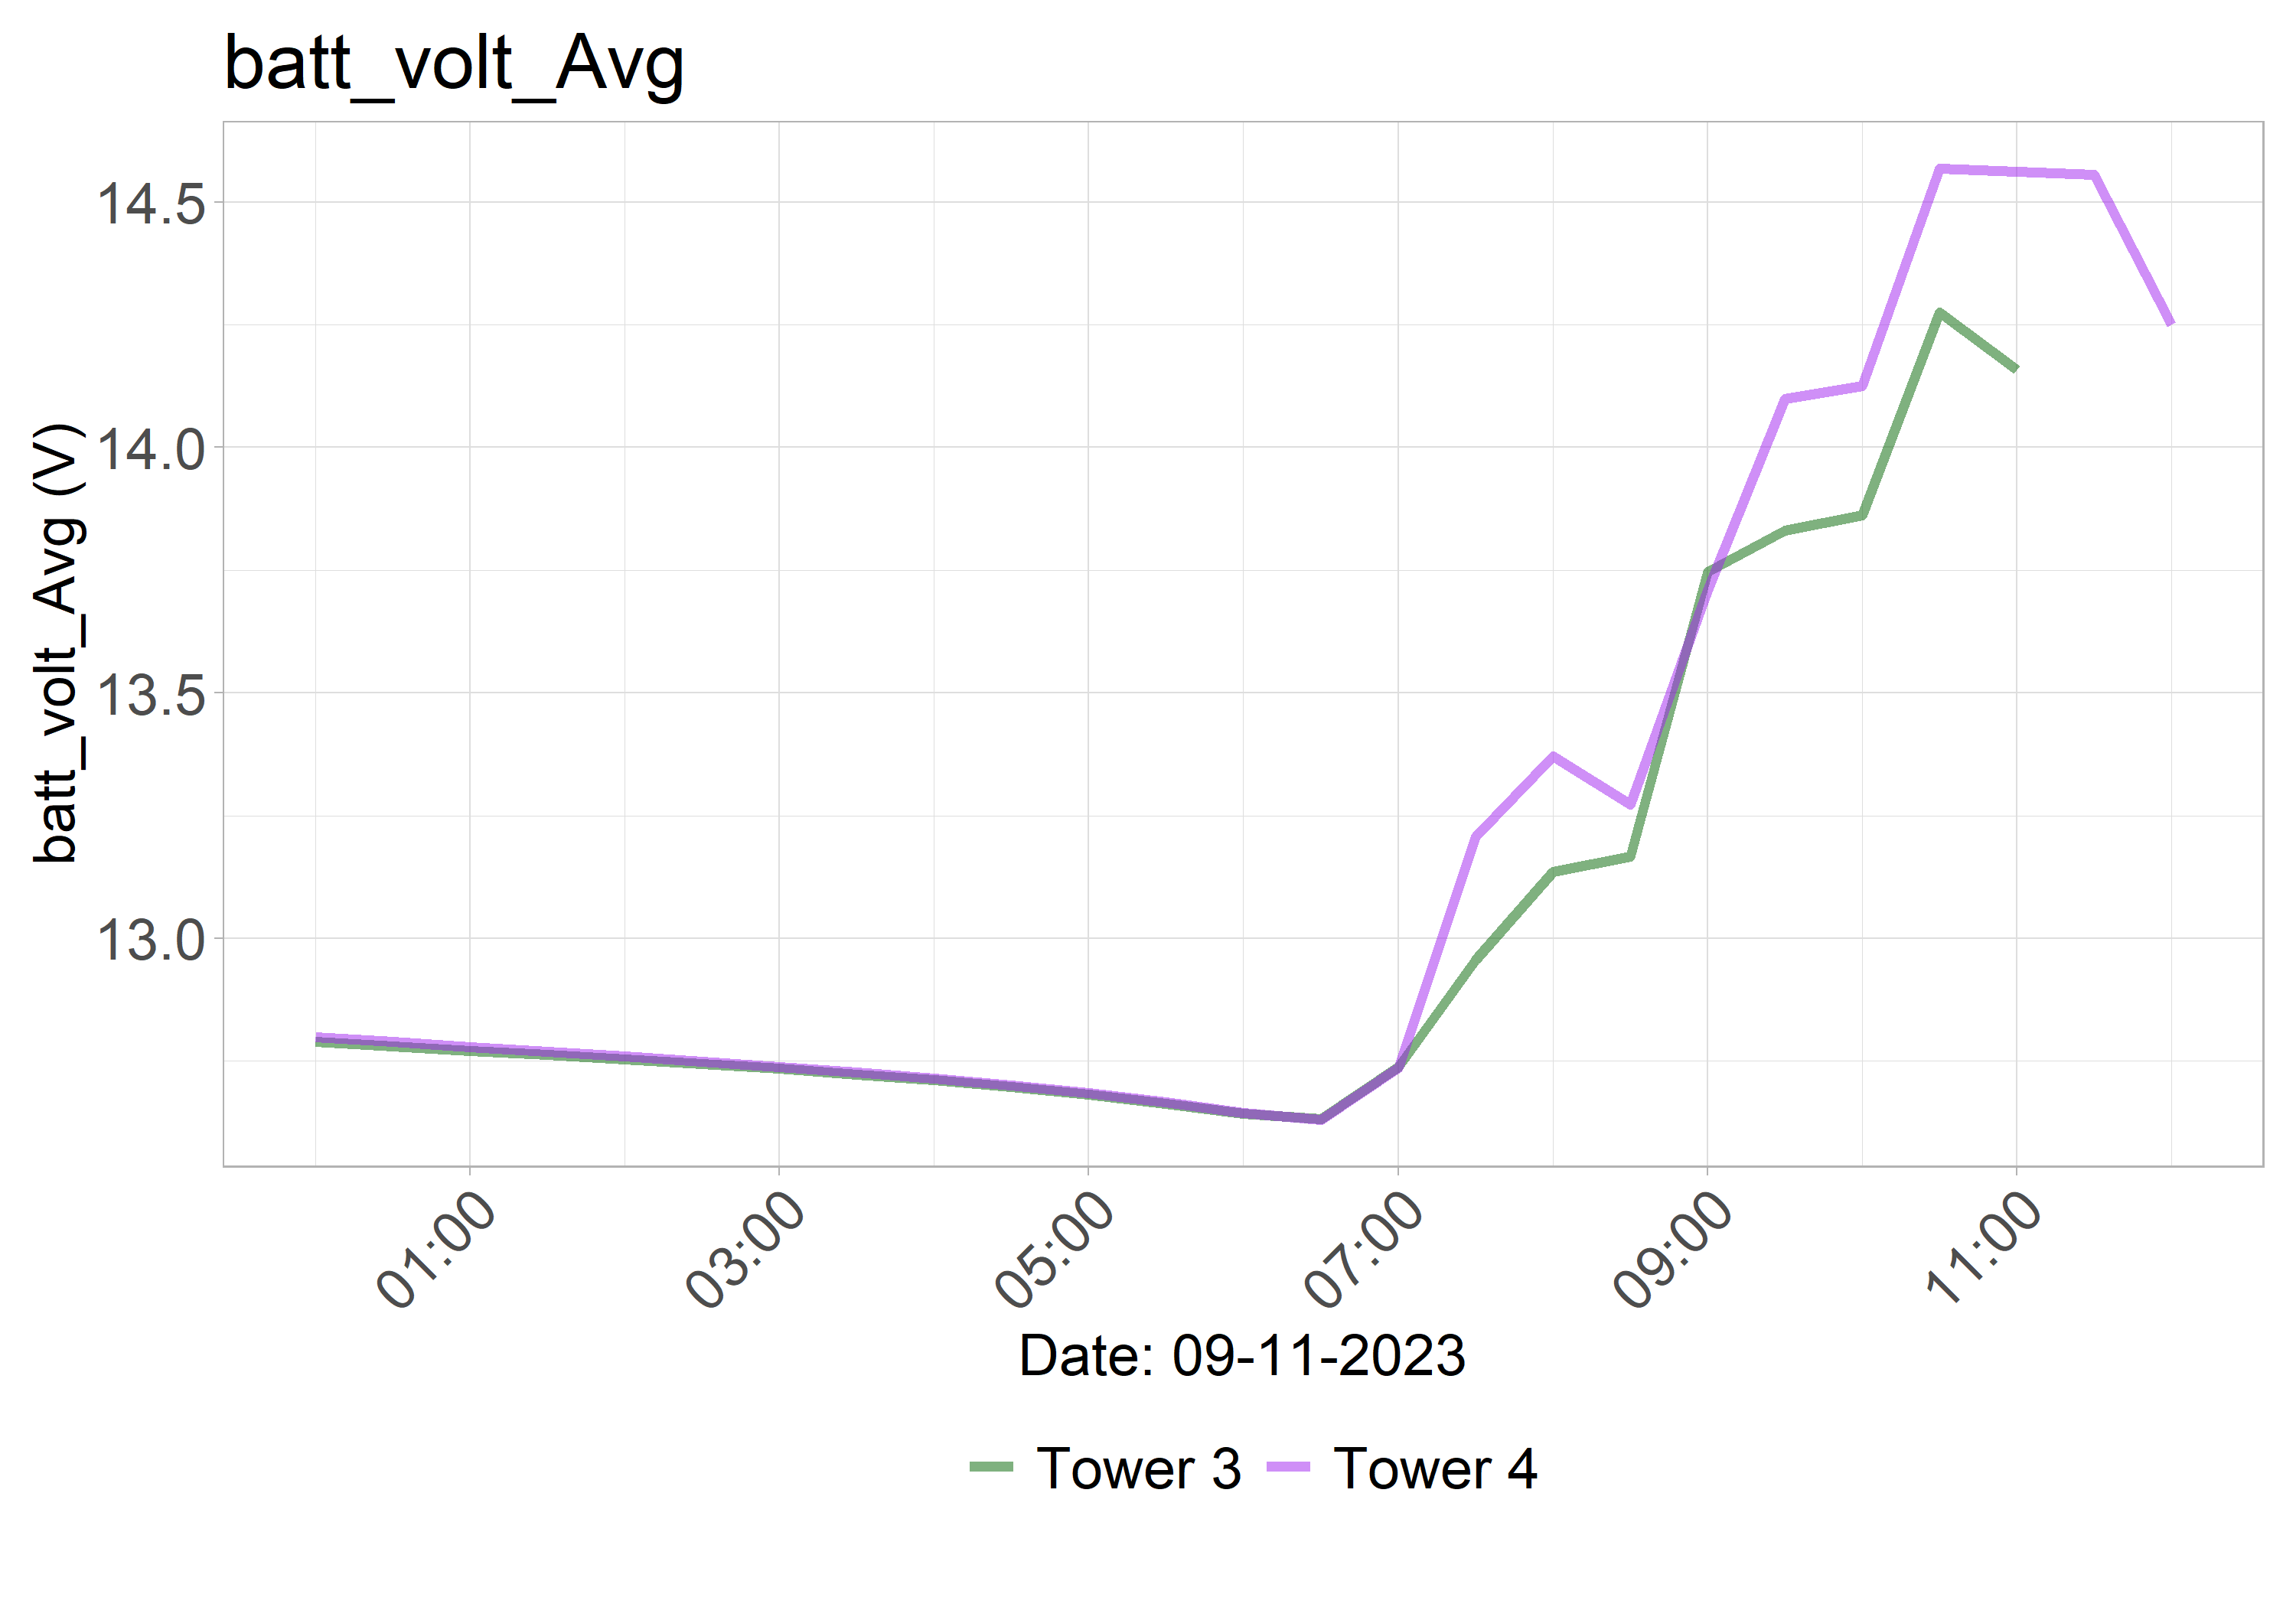 batt_volt_Avg
batt_volt_Avg (V)
14.5
14.0
13.5
13.0
01:00
03:00
05:00
07:00
09:00
11:00
Date: 09-11-2023
Tower 3
Tower 4